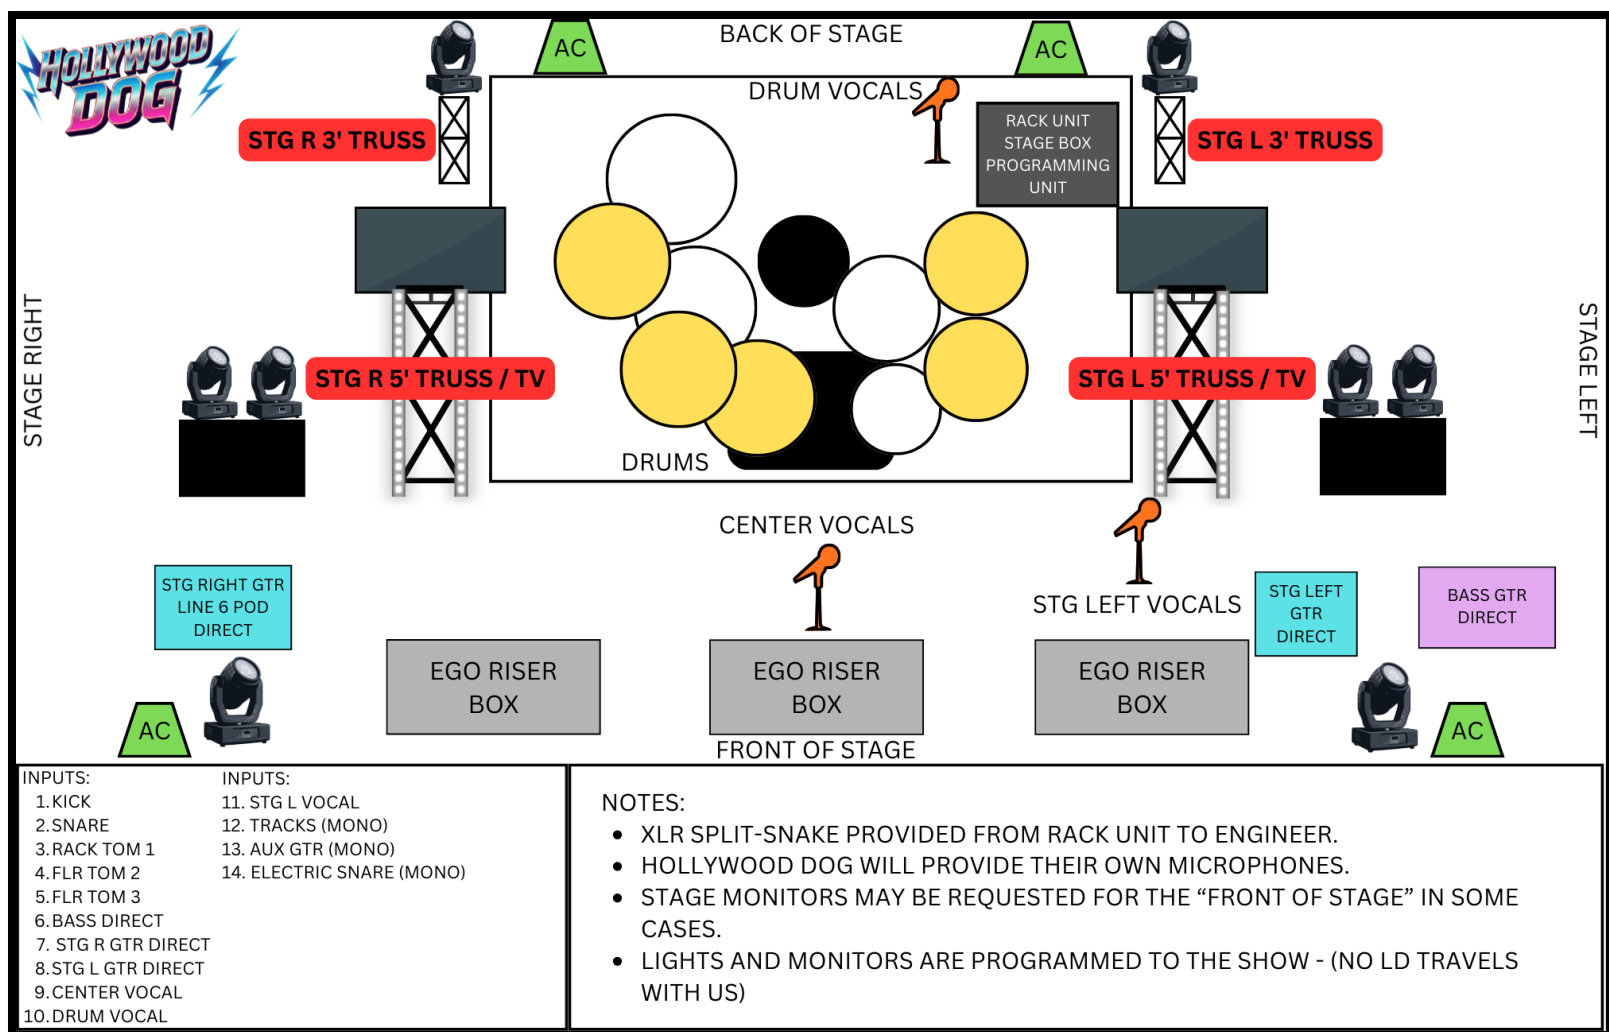 HOLLYWOOD
DOG
AC
BACK OF STAGE
AC
DRUM VOCALS
STG R 3' TRUSS
RACK UNIT
STAGE BOX
PROGRAMMING
UNIT
STG L 3' TRUSS
STAGE RIGHT
STAGE LEFT
STG R 5' TRUSS / TV
STG L 5' TRUSS / TV
DRUMS
CENTER VOCALS
STG RIGHT GTR
LINE 6 POD
DIRECT
STG LEFT VOCALS
STG LEFT
GTR
DIRECT
BASS GTR
DIRECT
EGO RISER
BOX
EGO RISER
BOX
EGO RISER
BOX
AC
FRONT OF STAGE
AC
INPUTS:
1. KICK
2. SNARE
3. RACK TOM 1
4. FLR TOM 2
5. FLR TOM 3
6. BASS DIRECT
7. STG R GTR DIRECT
8. STG L GTR DIRECT
9. CENTER VOCAL
10. DRUM VOCAL
INPUTS:
11. STG L VOCAL
12. TRACKS (MONO)
13. AUX GTR (MONO)
14. ELECTRIC SNARE (MONO)
NOTES:
• XLR SPLIT-SNAKE PROVIDED FROM RACK UNIT TO ENGINEER.
• HOLLYWOOD DOG WILL PROVIDE THEIR OWN MICROPHONES.
• STAGE MONITORS MAY BE REQUESTED FOR THE “FRONT OF STAGE” IN SOME
CASES.
• LIGHTS AND MONITORS ARE PROGRAMMED TO THE SHOW - (NO LD TRAVELS
WITH US)